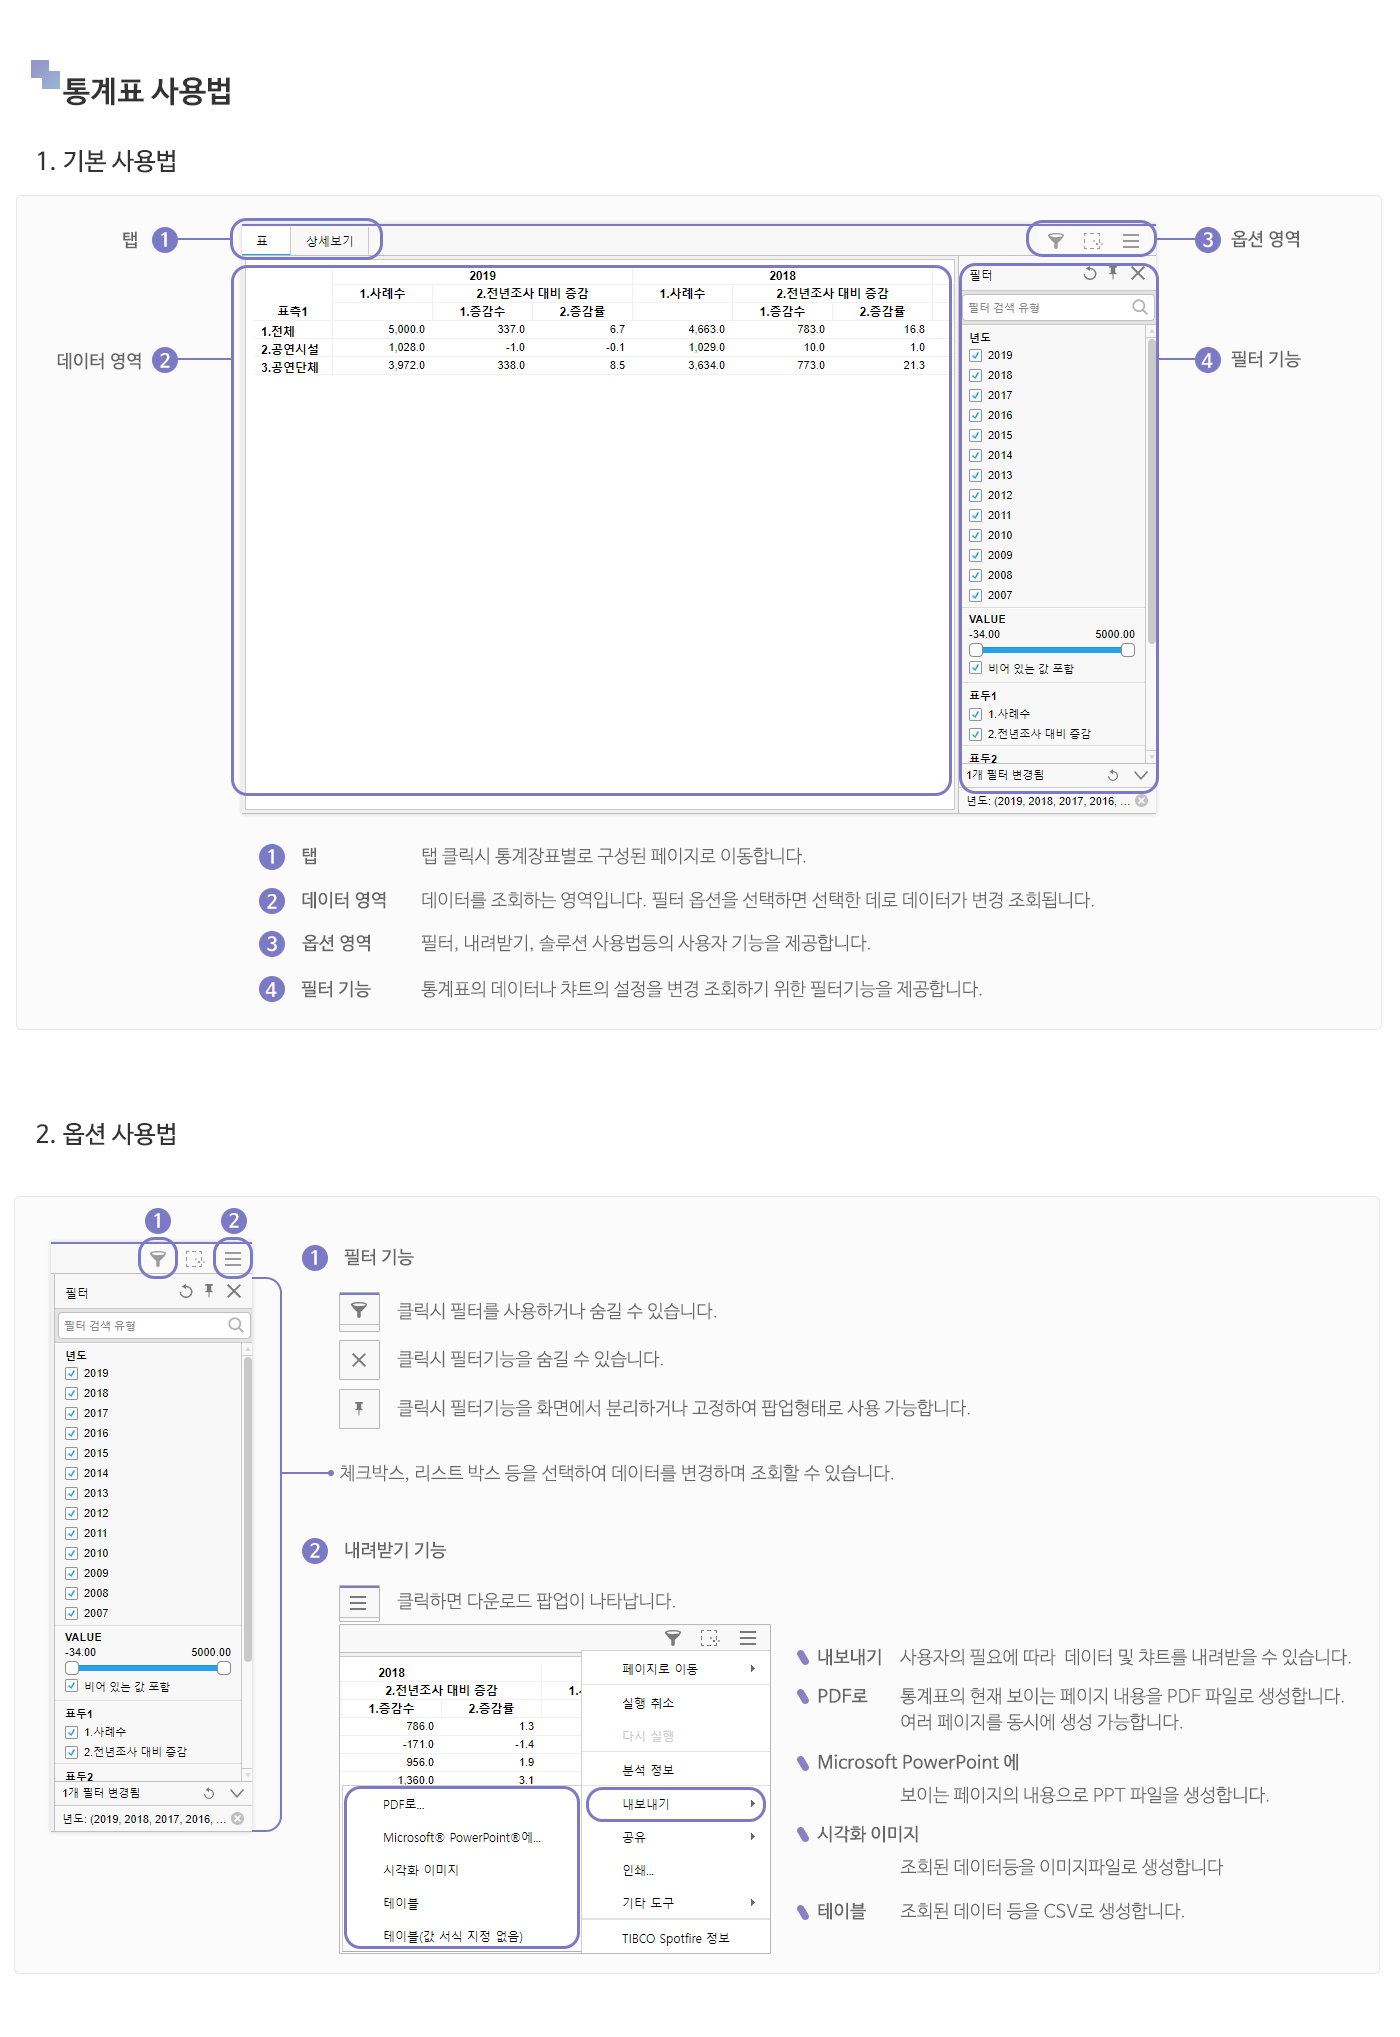 통계표 사용법
1. 기본 사용법
탭 1
표 상세보기
3 옵션 영역
데이터 영역 2
2019 2018
1.사례수 2.전년조사 대비 증감 1.사례수 2.전년조사 대비 증감
표측1 1.증감수 2.증감률 1.증감수 2.증감률
1.전체 5,000.0 337.0 6.7 4,663.0 783.0 16.8
2.공연시설 1,028.0 -1.0 -0.1 1,029.0 10.0 1.0
3.공연단체 3,972.0 338.0 8.5 3,634.0 773.0 21.3
필터
필터 검색 유형
년도
2019
2018
2017
2016
2015
2014
2013
2012
2011
2010
2009
2008
2007
VALUE
-34.00 5000.00
비어 있는 값 포함
표두1
1.사례수
2.전년조사 대비 증감
표두2
1개 필터 변경됨
년도: (2019, 2018, 2017, 2016, ...
4 필터 기능
1 탭 탭 클릭시 통계장표별로 구성된 페이지로 이동합니다.
2 데이터 영역 데이터를 조회하는 영역입니다. 필터 옵션을 선택하면 선택한 데로 데이터가 변경 조회됩니다.
3 옵션 영역 필터, 내려받기, 솔루션 사용법등의 사용자 기능을 제공합니다.
4 필터 기능 통계표의 데이터나 챠트의 설정을 변경 조회하기 위한 필터기능을 제공합니다.
2. 옵션 사용법
1 2
필터
필터 검색 유형
년도
2019
2018
2017
2016
2015
2014
2013
2012
2011
2010
2009
2008
2007
VALUE
-34.00 5000.00
비어 있는 값 포함
표두1
1.사례수
2.전년조사 대비 증감
표두2
1개 필터 변경됨
년도: (2019, 2018, 2017, 2016, ...
1 필터 기능
클릭시 필터를 사용하거나 숨길 수 있습니다.
클릭시 필터기능을 숨길 수 있습니다.
클릭시 필터기능을 화면에서 분리하거나 고정하여 팝업형태로 사용 가능합니다.
체크박스, 리스트 박스 등을 선택하여 데이터를 변경하며 조회할 수 있습니다.
2 내려받기 기능
클릭하면 다운로드 팝업이 나타납니다.
2018
2.전년조사 대비 증감 1.
1.증감수 2.증감률
786.0 1.3
-171.0 -1.4
956.0 1.9
1,360.0 3.1
페이지로 이동
실행 취소
다시 실행
분석 정보
내보내기
공유
인쇄...
기타 도구
TIBCO Spotfire 정보
PDF로...
Microsoft® PowerPoint®에...
시각화 이미지
테이블
테이블(값 서식 지정 없음)
내보내기 사용자의 필요에 따라 데이터 및 챠트를 내려받을 수 있습니다.
PDF로 통계표의 현재 보이는 페이지 내용을 PDF 파일로 생성합니다.
여러 페이지를 동시에 생성 가능합니다.
Microsoft PowerPoint 에
보이는 페이지의 내용으로 PPT 파일을 생성합니다.
시각화 이미지
조회된 데이터등을 이미지파일로 생성합니다
테이블 조회된 데이터 등을 CSV로 생성합니다.